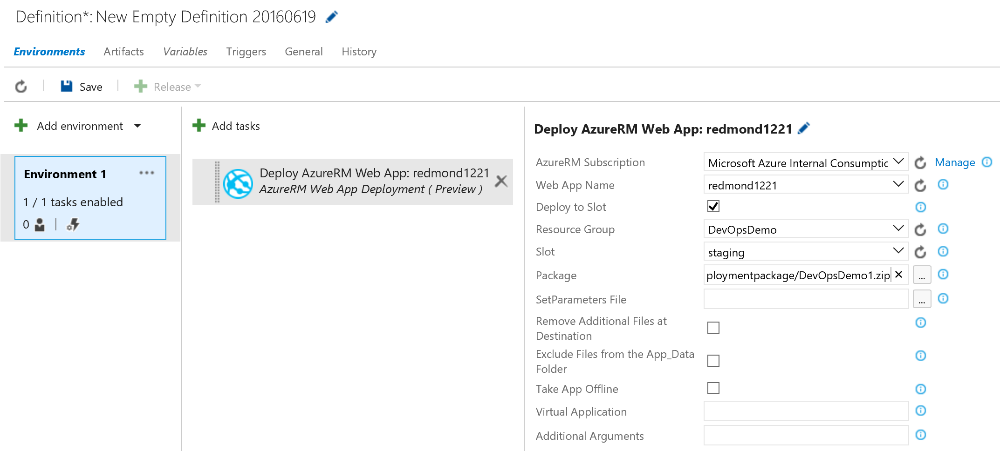 Definition*: New Empty Definition 20160619
Environments Artifacts Variables Triggers General History
Save Release
Add environment
Environment 1 ...
1 / 1 tasks enabled
0
Add tasks
Deploy AzureRM Web App: redmond1221
AzureRM Web App Deployment ( Preview )
Deploy AzureRM Web App: redmond1221
AzureRM Subscription Microsoft Azure Internal Consumptic Manage
Web App Name redmond1221
Deploy to Slot
Resource Group DevOpsDemo
Slot staging
Package ploymentpackage/DevOpsDemo1.zip ...
SetParameters File ...
Remove Additional Files at
Destination
Exclude Files from the App_Data
Folder
Take App Offline
Virtual Application
Additional Arguments